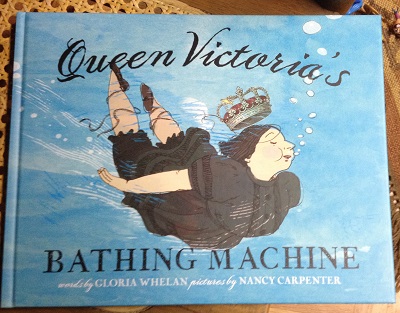 Queen Victoria's
BATHING MACHINE
words by GLORIA WHELAN pictures by NANCY CARPENTER